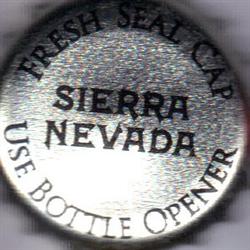 FRESH SEAL CAP
SIERRA
NEVADA
USE BOTTLE OPENER